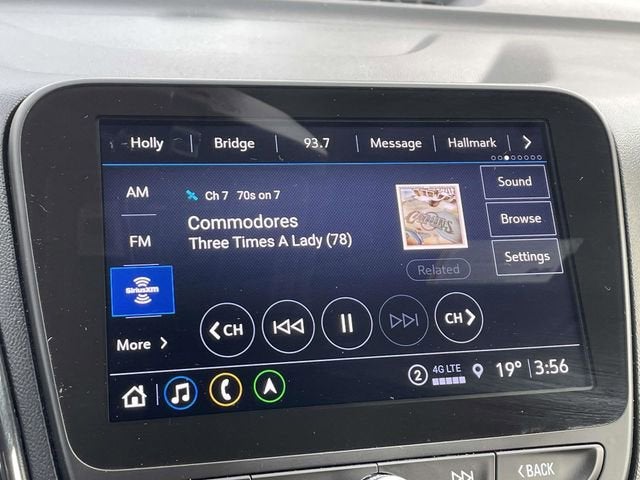 Holly Bridge 93.7 Message Hallmark
AM
Ch 7 70s on 7
Sound
Commodores
Browse
FM
Three Times A Lady (78)
Settings
Related
SiriusXM
CH CH
More
2 4G LTE 19° 3:56
BACK